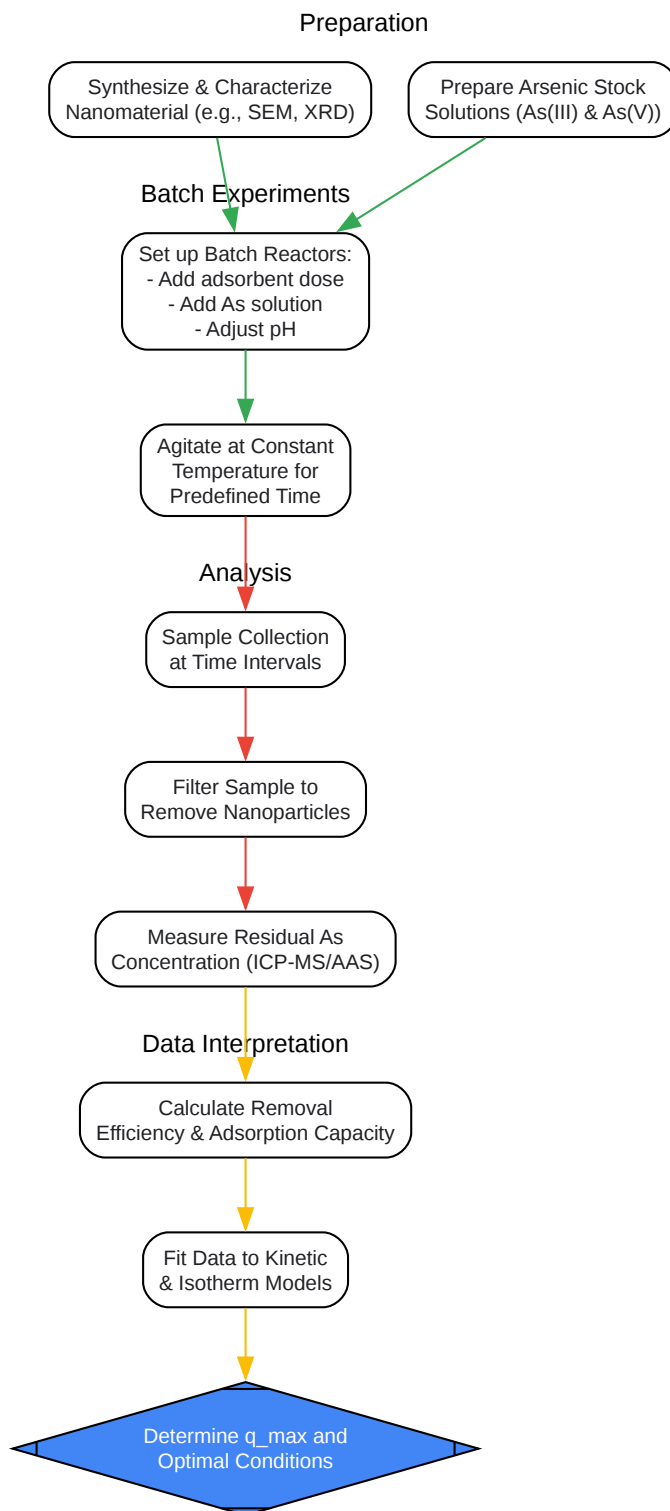 Preparation
Synthesize & Characterize
Nanomaterial (e.g., SEM, XRD)
Prepare Arsenic Stock
Solutions (As(III) & As(V))
Batch Experiments
Set up Batch Reactors:
- Add adsorbent dose
- Add As solution
- Adjust pH
Agitate at Constant
Temperature for
Predefined Time
Analysis
Sample Collection
at Time Intervals
Filter Sample to
Remove Nanoparticles
Measure Residual As
Concentration (ICP-MS/AAS)
Data Interpretation
Calculate Removal
Efficiency & Adsorption Capacity
Fit Data to Kinetic
& Isotherm Models
Determine q_max and
Optimal Conditions